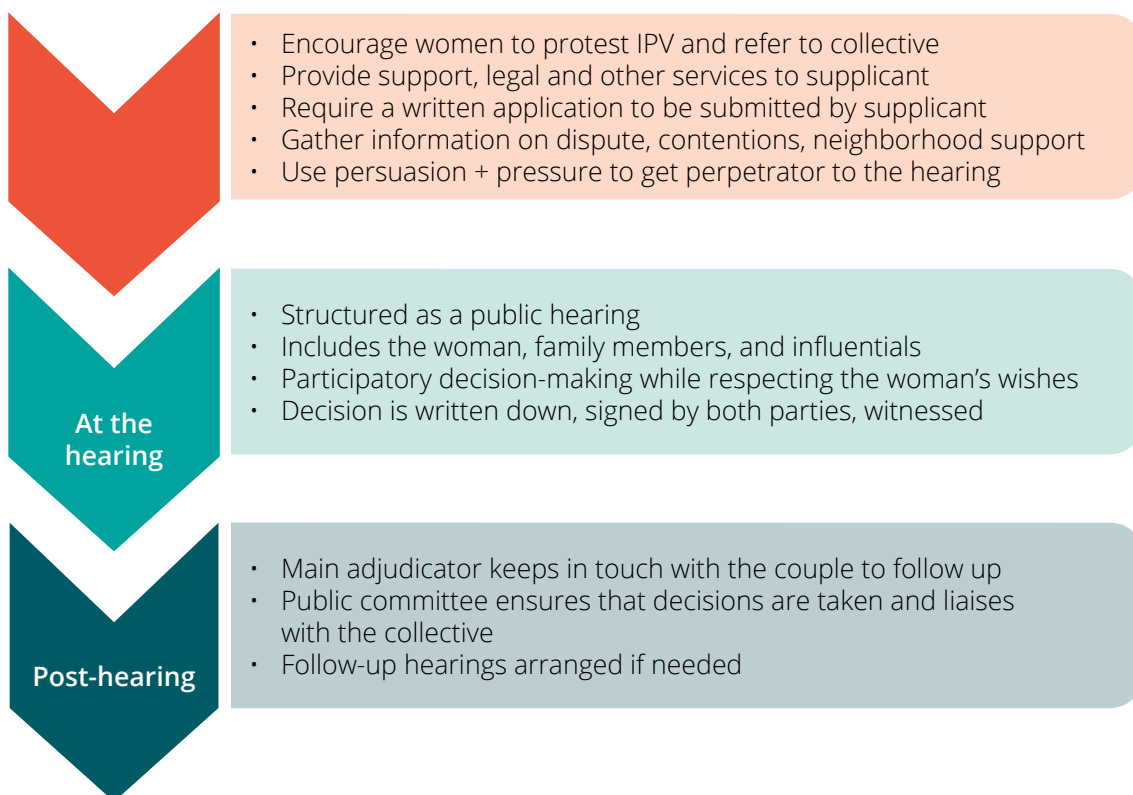 • Encourage women to protest IPV and refer to collective
• Provide support, legal and other services to supplicant
• Require a written application to be submitted by supplicant
• Gather information on dispute, contentions, neighborhood support
• Use persuasion + pressure to get perpetrator to the hearing
At the
hearing
• Structured as a public hearing
• Includes the woman, family members, and influentials
• Participatory decision-making while respecting the woman’s wishes
• Decision is written down, signed by both parties, witnessed
Post-hearing
• Main adjudicator keeps in touch with the couple to follow up
• Public committee ensures that decisions are taken and liaises
with the collective
• Follow-up hearings arranged if needed